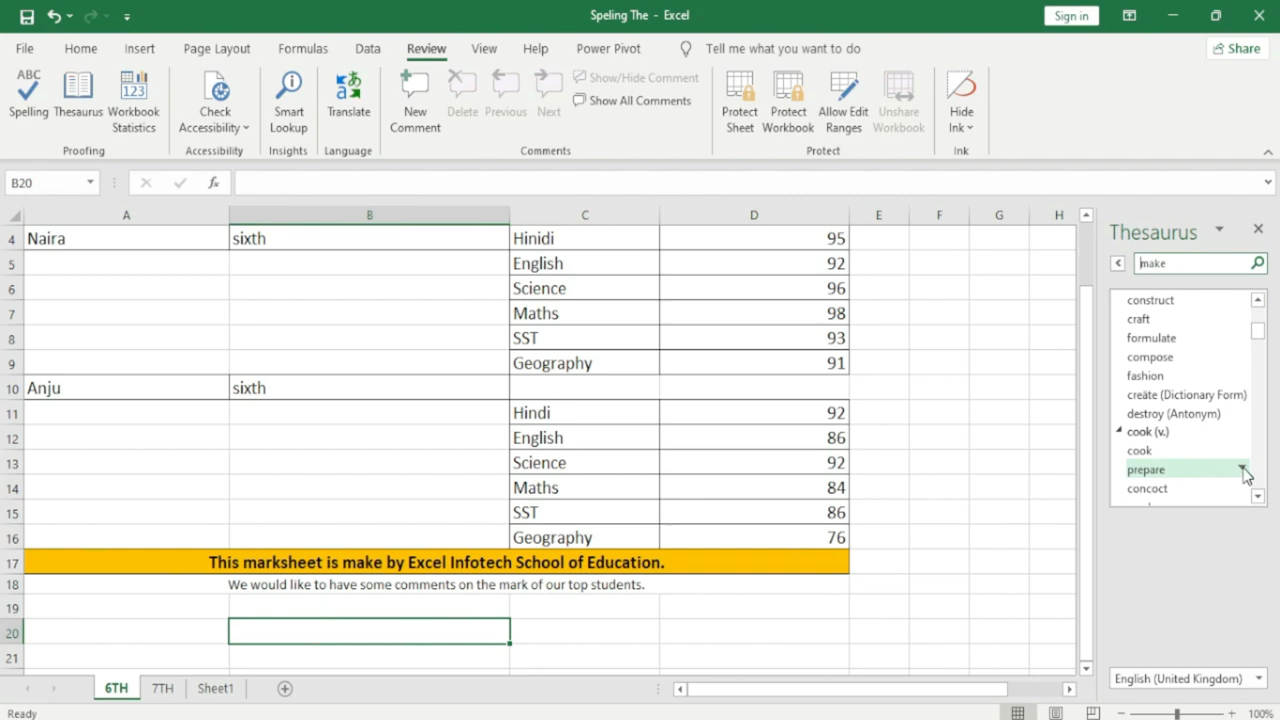 Speling The - Excel
Sign in
File Home Insert Page Layout Formulas Data Review View Help Power Pivot Tell me what you want to do Share
ABC
Spelling
Thesaurus
123
Workbook
Statistics
Proofing
Check
Accessibility
Accessibility
Smart
Lookup
Insights
Translate
Language
New
Comment
Delete
Previous
Next
Show/Hide Comment
Show All Comments
Comments
Protect
Sheet
Protect
Workbook
Allow Edit
Ranges
Unshare
Workbook
Protect
Hide
Ink
Ink
B20
fx
A B C D E F G H
4 Naira sixth Hinidi 95
5 English 92
6 Science 96
7 Maths 98
8 SST 93
9 Geography 91
10 Anju sixth
11 Hindi 92
12 English 86
13 Science 92
14 Maths 84
15 SST 86
16 Geography 76
17 This marksheet is make by Excel Infotech School of Education.
18 We would like to have some comments on the mark of our top students.
19
20
21
Thesaurus
make
construct
craft
formulate
compose
fashion
create (Dictionary Form)
destroy (Antonym)
cook (v.)
cook
prepare
concoct
English (United Kingdom)
6TH 7TH Sheet1
Ready
100%